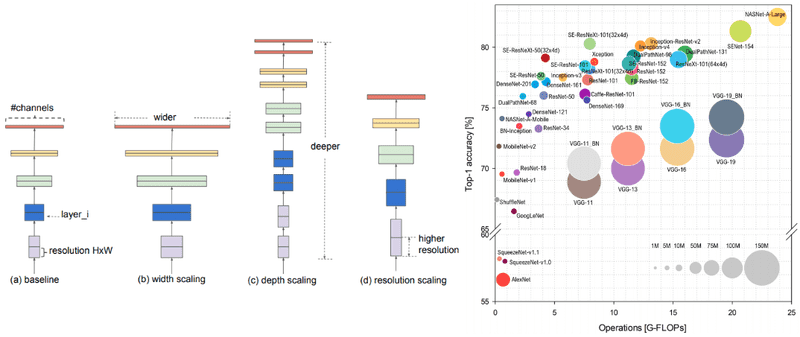 #channels
wider
deeper
layer_i
resolution HxW
higher
resolution
(a) baseline
(b) width scaling
(c) depth scaling
(d) resolution scaling
Top-1 accuracy [%]
80
75
70
65
60
55
NASNet-A-Large
SE-ResNeXt-101(32x4d)
Inception-ResNet-v2
SENet-154
Inception-v4
SE-ResNeXt-50(32x4d)
Xception
DualPathNet-98
DualPathNet-131
SE-ResNet-101
SE-ResNet-152
ResNeXt-101(64x4d)
ResNeXt-101(32x4d)
ResNet-152
SE-ResNet-50
Inception-v3
ResNet-101
FB-ResNet-152
DenseNet-201
DenseNet-161
ResNet-50
Caffe-ResNet-101
DualPathNet-68
DenseNet-169
VGG-19_BN
VGG-16_BN
DenseNet-121
NASNet-A-Mobile
BN-Inception
ResNet-34
VGG-11_BN
VGG-13_BN
MobileNet-v2
VGG-19
VGG-16
ResNet-18
MobileNet-v1
VGG-13
VGG-11
ShuffleNet
GoogLeNet
SqueezeNet-v1.1
SqueezeNet-v1.0
AlexNet
1M 5M 10M 50M 75M 100M 150M
0 5 10 15 20 25
Operations [G-FLOPs]